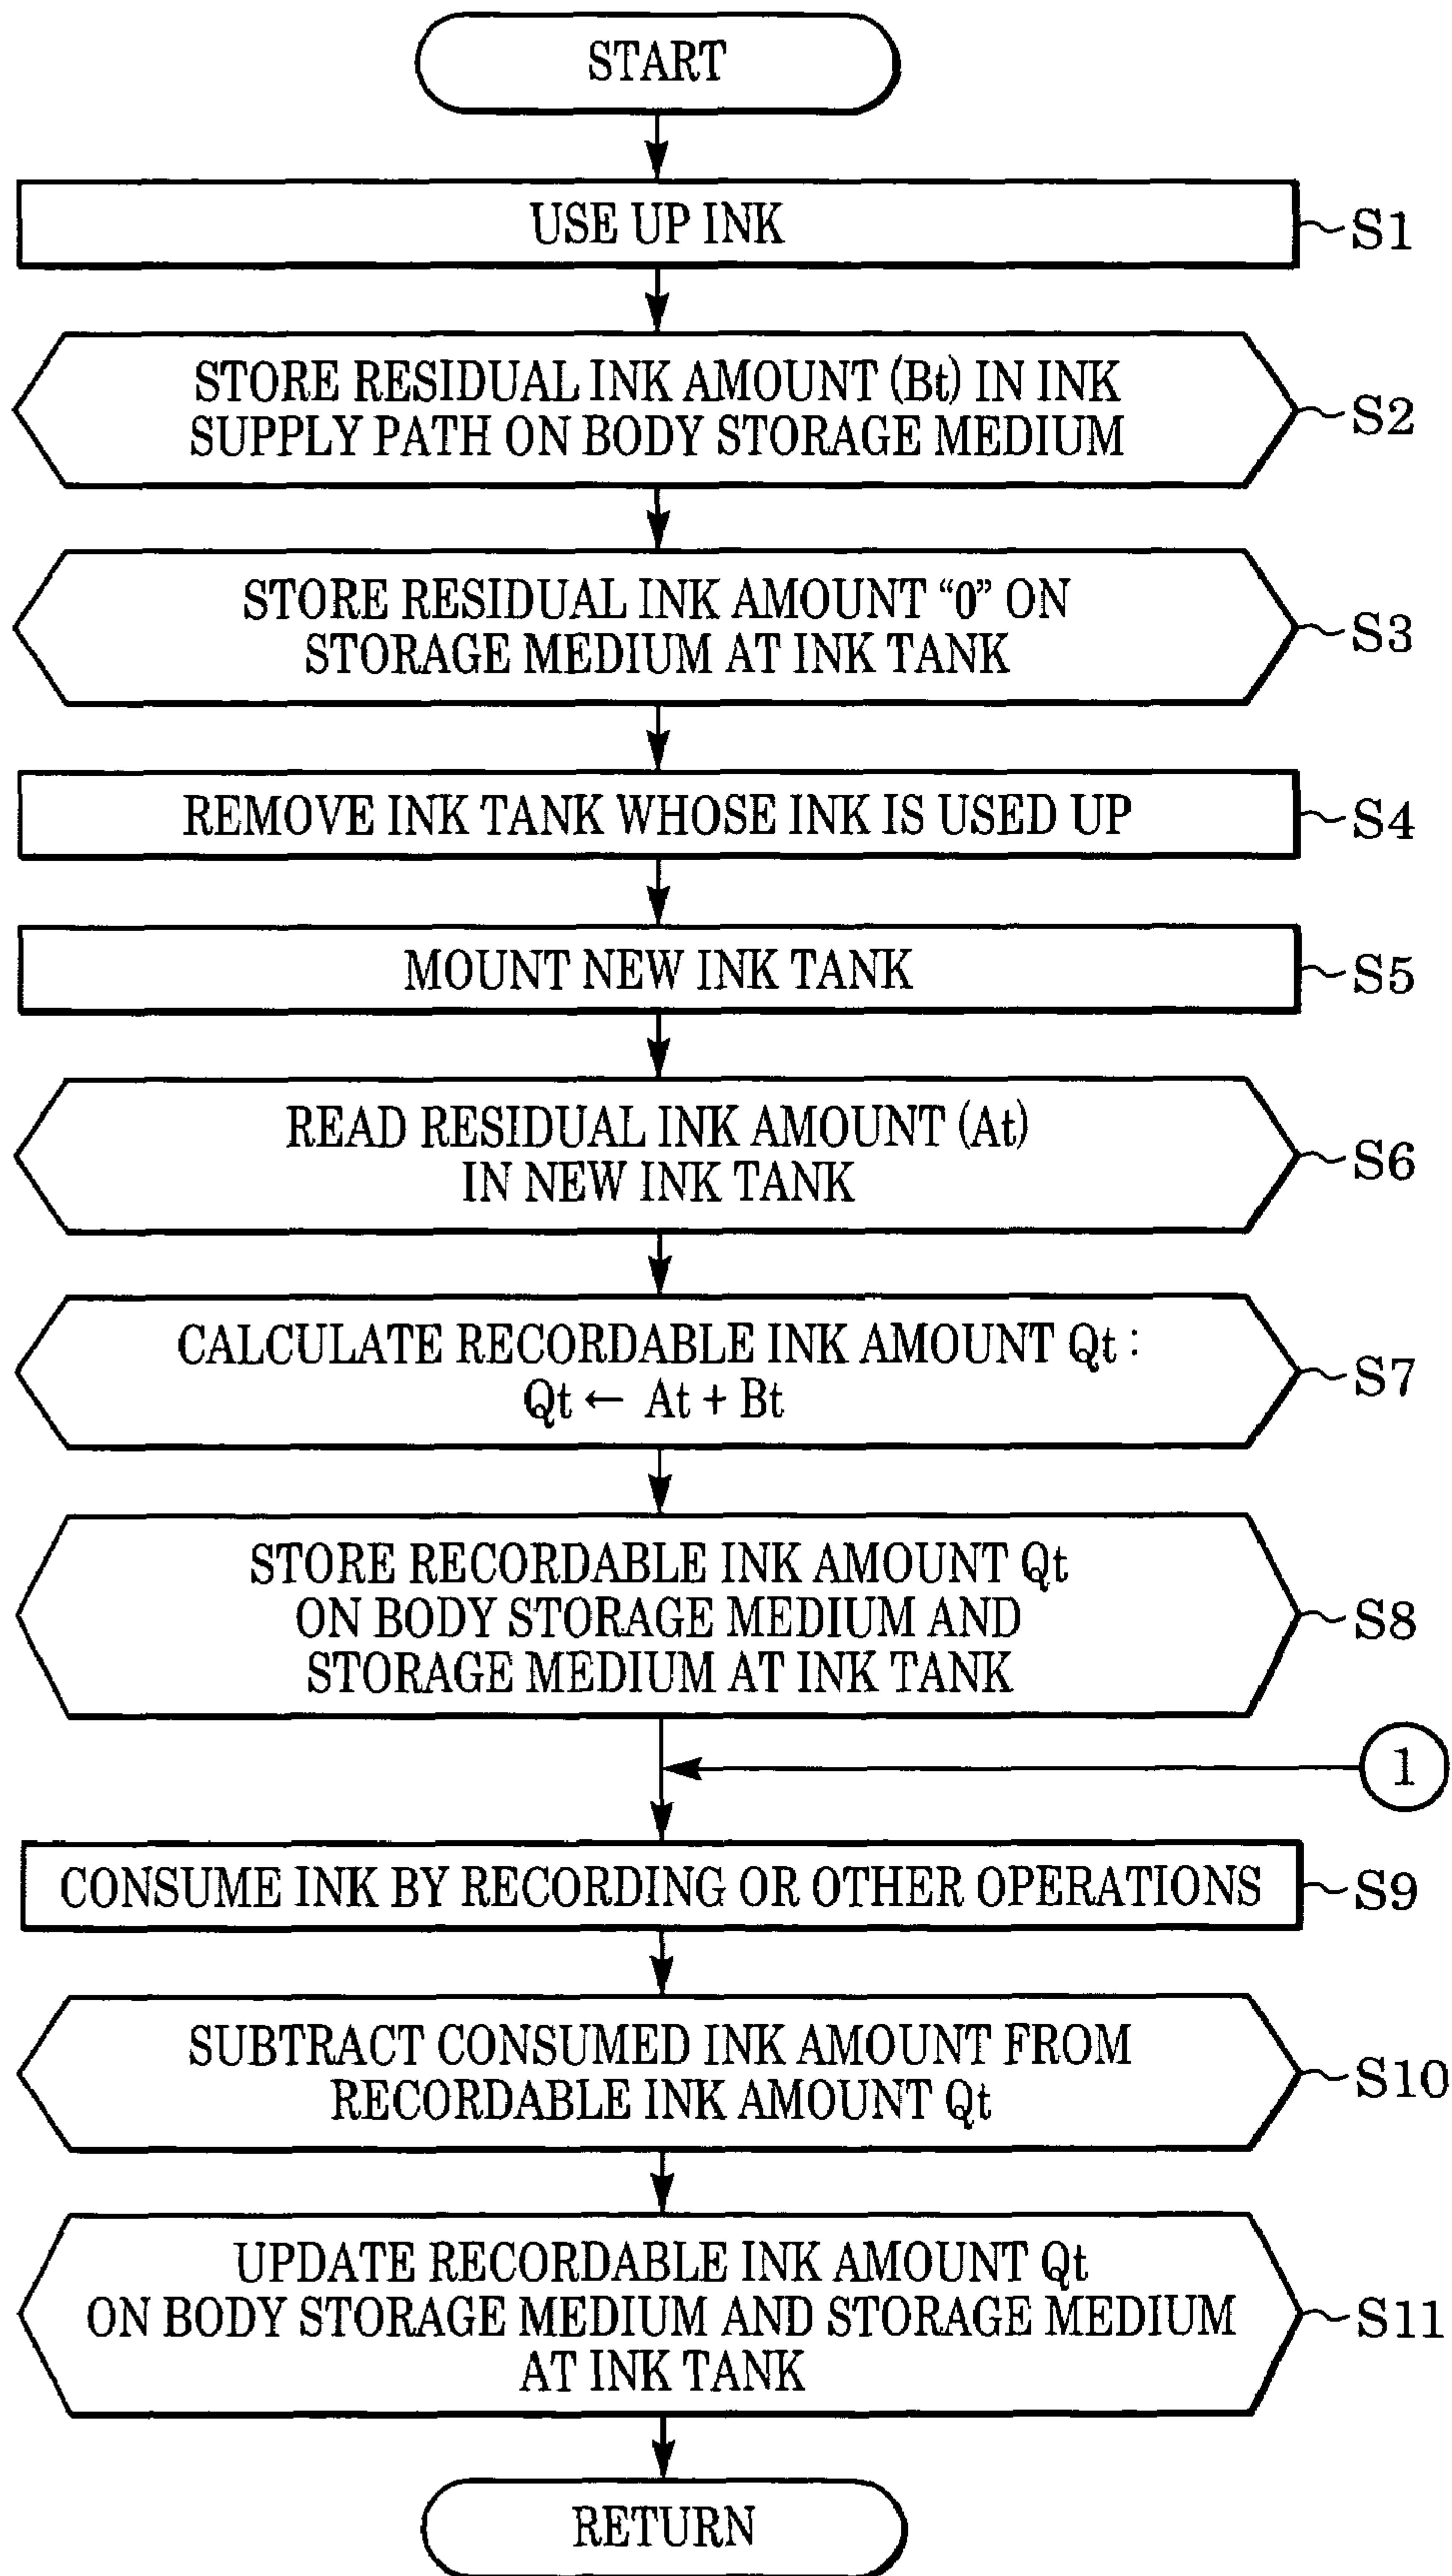 START
USE UP INK
S1
STORE RESIDUAL INK AMOUNT (Bt) IN INK
SUPPLY PATH ON BODY STORAGE MEDIUM
S2
STORE RESIDUAL INK AMOUNT “0” ON
STORAGE MEDIUM AT INK TANK
S3
REMOVE INK TANK WHOSE INK IS USED UP
S4
MOUNT NEW INK TANK
S5
READ RESIDUAL INK AMOUNT (At)
IN NEW INK TANK
S6
CALCULATE RECORDABLE INK AMOUNT Qt :
Qt ← At + Bt
S7
STORE RECORDABLE INK AMOUNT Qt
ON BODY STORAGE MEDIUM AND
STORAGE MEDIUM AT INK TANK
S8
1
CONSUME INK BY RECORDING OR OTHER OPERATIONS
S9
SUBTRACT CONSUMED INK AMOUNT FROM
RECORDABLE INK AMOUNT Qt
S10
UPDATE RECORDABLE INK AMOUNT Qt
ON BODY STORAGE MEDIUM AND STORAGE MEDIUM
AT INK TANK
S11
RETURN